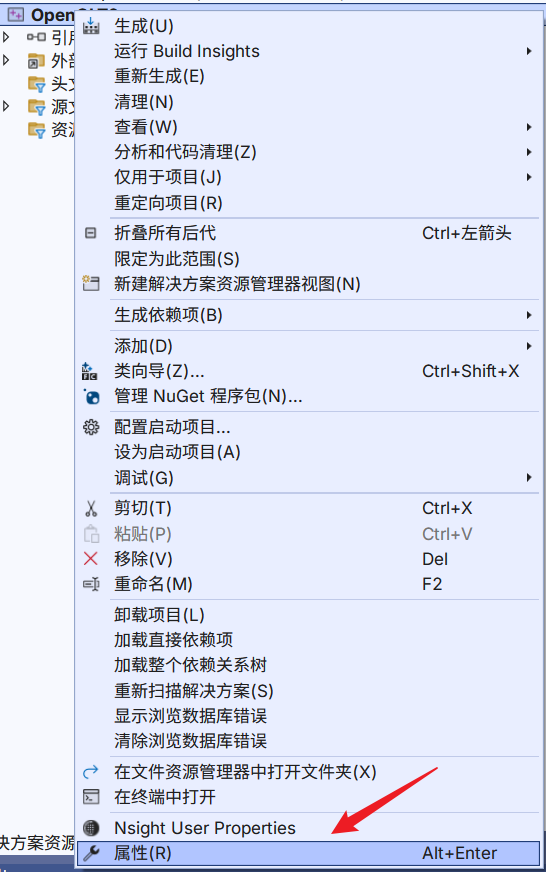 Open
生成(U)
引
运行 Build Insights
外
重新生成(E)
头
清理(N)
源
查看(W)
资
分析和代码清理(Z)
仅用于项目(J)
重定向项目(R)
折叠所有后代 Ctrl+左箭头
限定为此范围(S)
新建解决方案资源管理器视图(N)
生成依赖项(B)
添加(D)
类向导(Z)... Ctrl+Shift+X
管理 NuGet 程序包(N)...
配置启动项目...
设为启动项目(A)
调试(G)
剪切(T) Ctrl+X
粘贴(P) Ctrl+V
移除(V) Del
重命名(M) F2
卸载项目(L)
加载直接依赖项
加载整个依赖关系树
重新扫描解决方案(S)
显示浏览数据库错误
清除浏览数据库错误
在文件资源管理器中打开文件夹(X)
在终端中打开
Nsight User Properties
决方案资源
属性(R) Alt+Enter